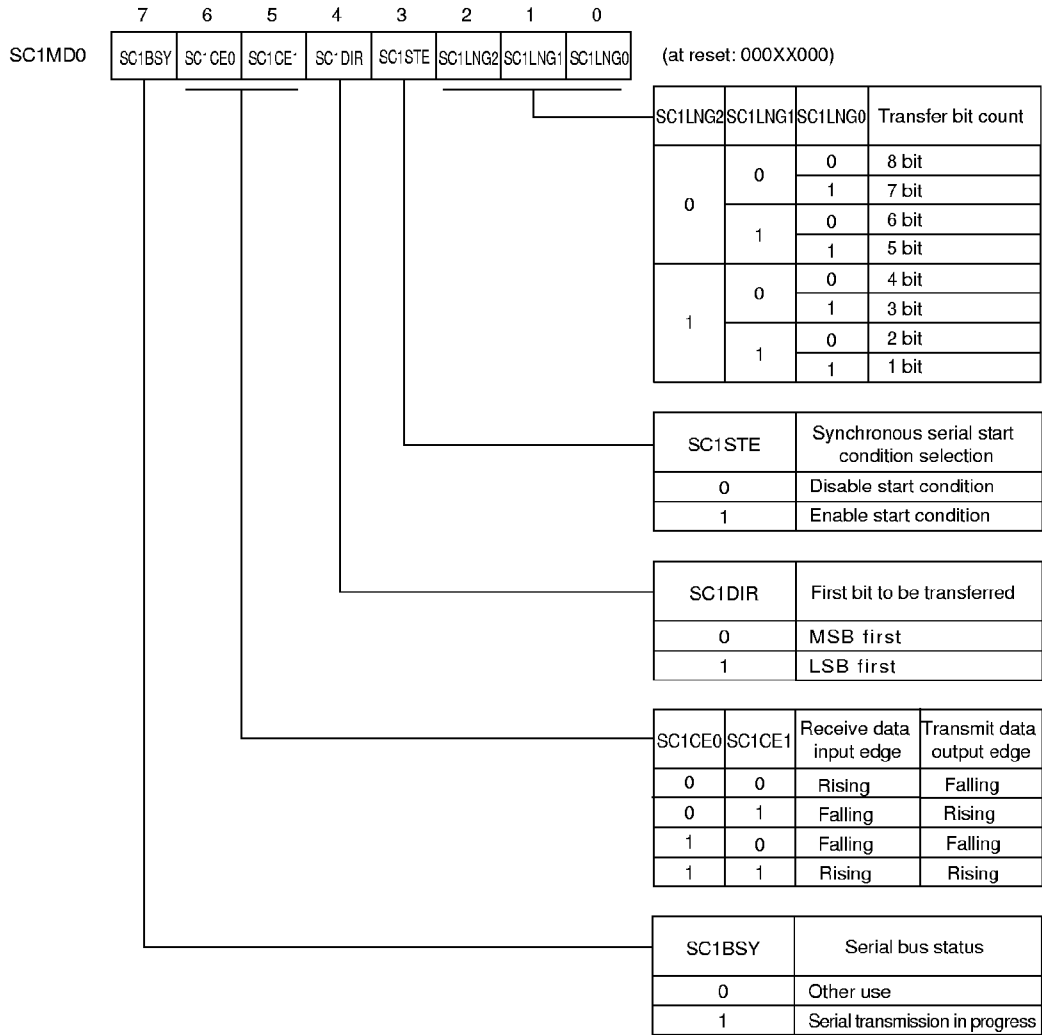 7 6 5 4 3 2 1 0
SC1MD0 SC1BSY SC1CE0 SC1CE1 SC1DIR SC1STE SC1LNG2 SC1LNG1 SC1LNG0 (at reset: 000XX000)
SC1LNG2 SC1LNG1 SC1LNG0 Transfer bit count
0 0 0 8 bit
1 7 bit
1 0 6 bit
1 5 bit
1 0 0 4 bit
1 3 bit
1 0 2 bit
1 1 bit
SC1STE Synchronous serial start
condition selection
0 Disable start condition
1 Enable start condition
SC1DIR First bit to be transferred
0 MSB first
1 LSB first
SC1CE0 SC1CE1 Receive data Transmit data
input edge output edge
0 0 Rising Falling
0 1 Falling Rising
1 0 Falling Falling
1 1 Rising Rising
SC1BSY Serial bus status
0 Other use
1 Serial transmission in progress